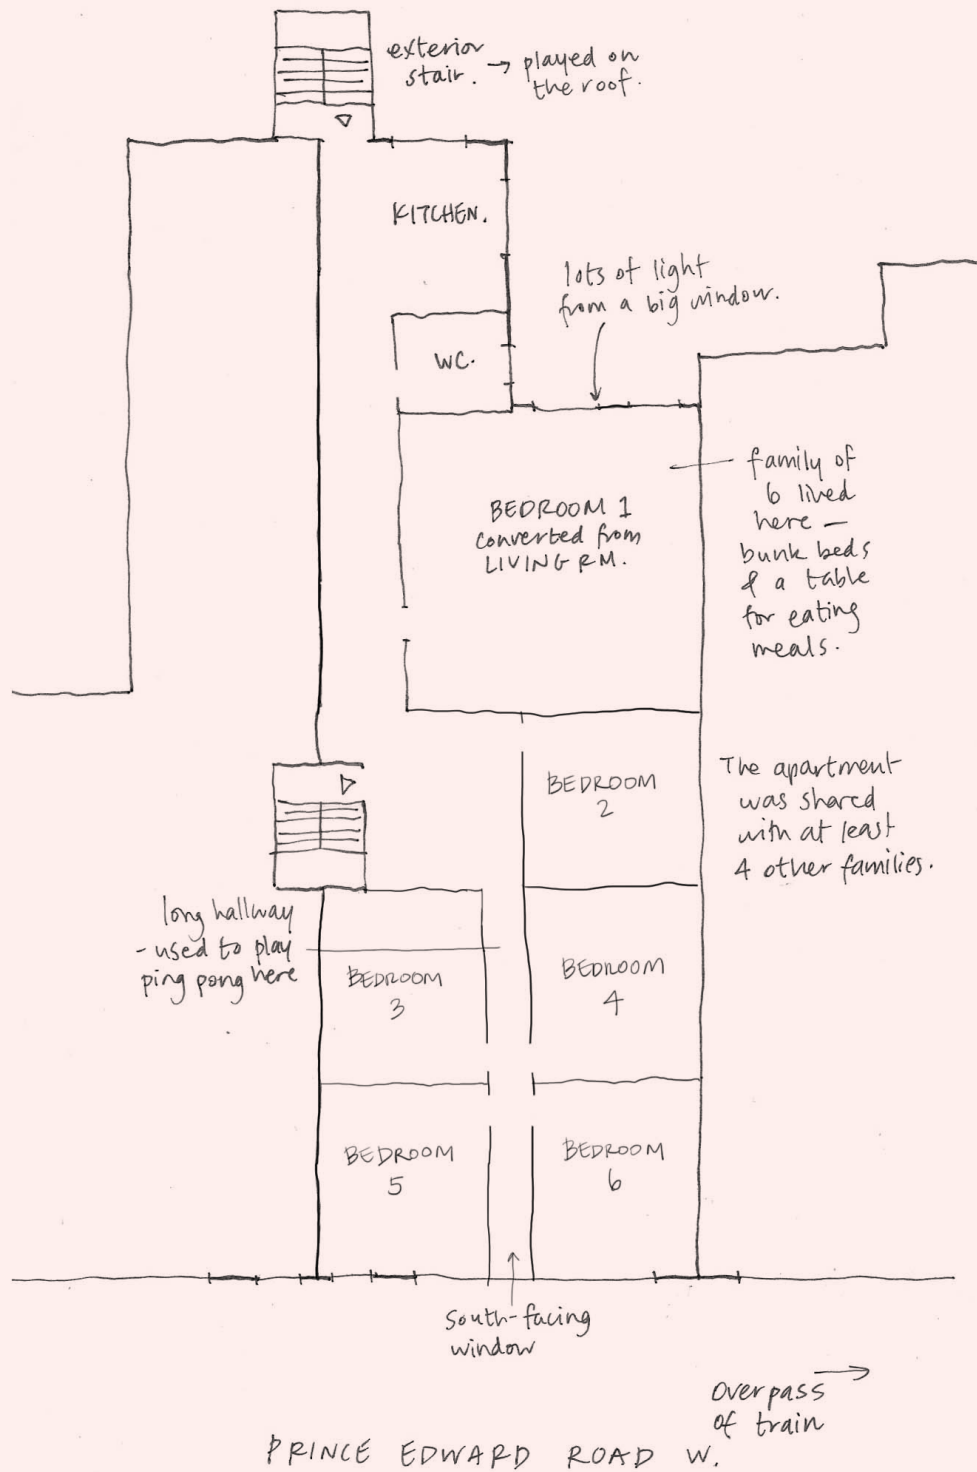 exterior
stair. → played on
the roof.
KITCHEN.
lots of light
from a big window.
WC.
BEDROOM 1
converted from
LIVING RM.
family of
6 lived
here —
bunk beds
& a table
for eating
meals.
BEDROOM
2
The apartment
was shared
with at least
4 other families.
long hallway
- used to play
ping pong here
BEDROOM
3
BEDROOM
4
BEDROOM
5
BEDROOM
6
South-facing
window
overpass
of train
PRINCE EDWARD ROAD W.